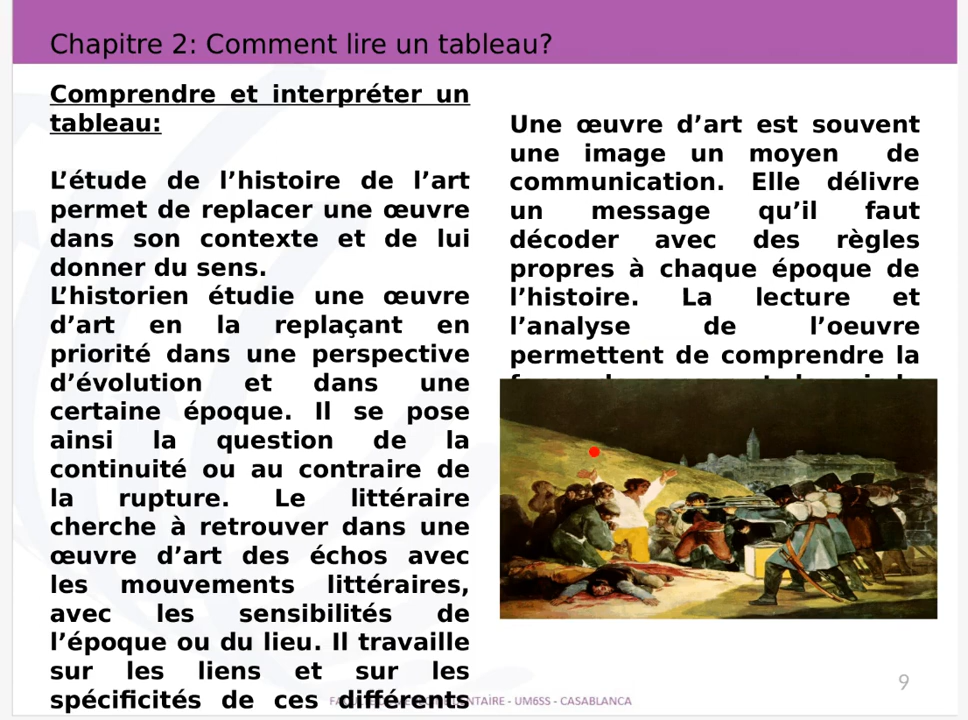 Chapitre 2: Comment lire un tableau?
Comprendre et interpréter un
tableau:
L’étude de l’histoire de l’art
permet de replacer une œuvre
dans son contexte et de lui
donner du sens.
L’historien étudie une œuvre
d’art en la replaçant en
priorité dans une perspective
d’évolution et dans une
certaine époque. Il se pose
ainsi la question de la
continuité ou au contraire de
la rupture. Le littéraire
cherche à retrouver dans une
œuvre d’art des échos avec
les mouvements littéraires,
avec les sensibilités de
l’époque ou du lieu. Il travaille
sur les liens et sur les
spécificités de ces différents
Une œuvre d’art est souvent
une image un moyen de
communication. Elle délivre
un message qu’il faut
décoder avec des règles
propres à chaque époque de
l’histoire. La lecture et
l’analyse de l’oeuvre
permettent de comprendre la
9
- UM6SS - CASABLANCA